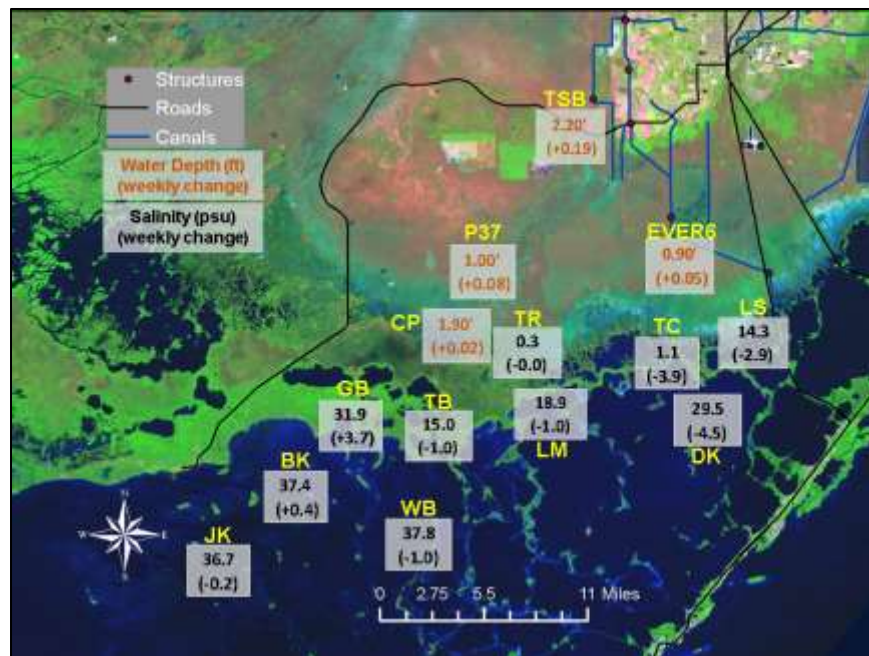 Structures
Roads
Canals
Water Depth (ft)
(weekly change)
Salinity (psu)
(weekly change)
TSB
2.20'
(+0.19)
P37
1.00'
(+0.08)
EVER6
0.90'
(+0.05)
CP
1.90'
(+0.02)
TR
0.3
(-0.0)
TC
1.1
(-3.9)
LS
14.3
(-2.9)
GB
31.9
(+3.7)
TB
15.0
(-1.0)
18.9
(-1.0)
LM
29.5
(-4.5)
DK
BK
37.4
(+0.4)
WB
37.8
(-1.0)
JK
36.7
(-0.2)
N
W
E
S
0 2.75 5.5 11 Miles